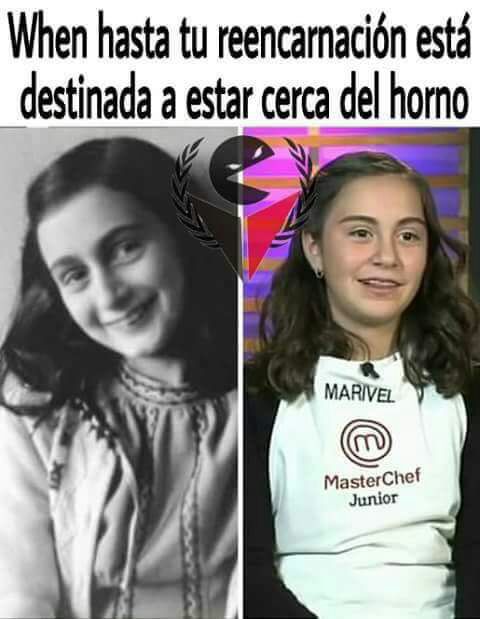 When hasta tu reencarnación está
destinada a estar cerca del horno
MARIVEL
m
MasterChef
Junior